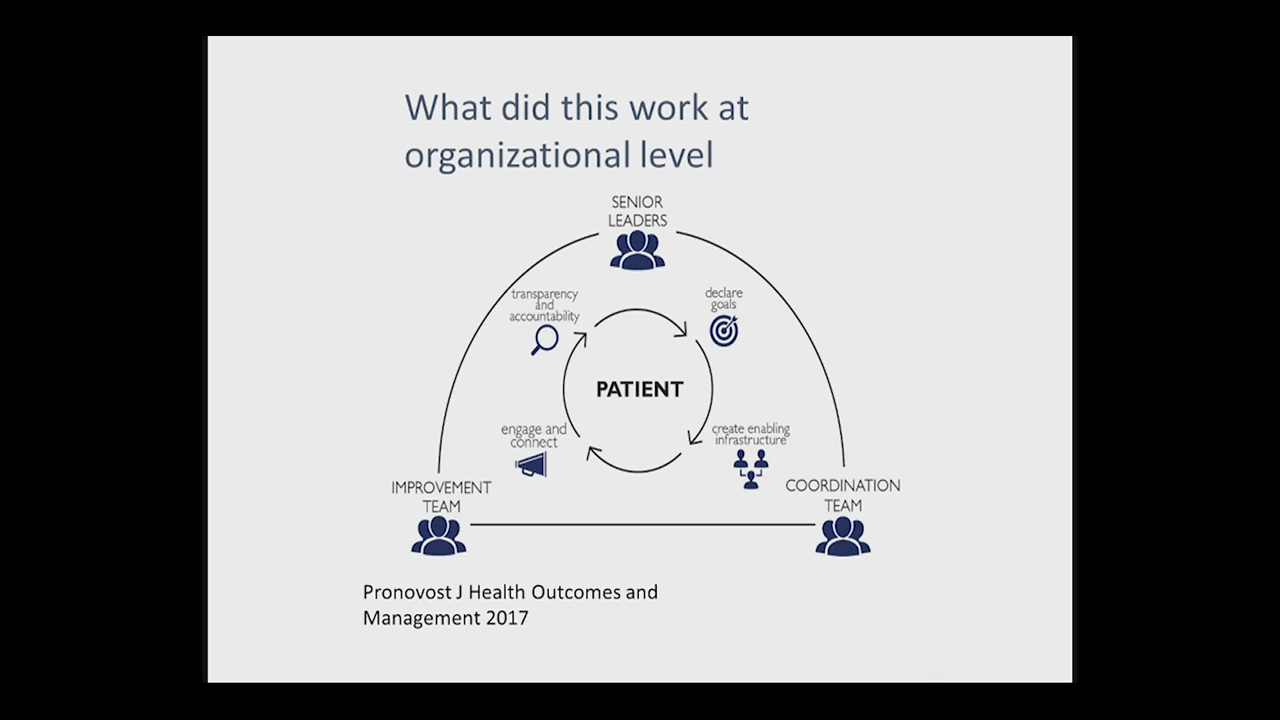 What did this work at
organizational level
SENIOR
LEADERS
transparency
and
accountability
declare
goals
PATIENT
engage and
connect
create enabling
infrastructure
IMPROVEMENT
TEAM
COORDINATION
TEAM
Pronovost J Health Outcomes and
Management 2017